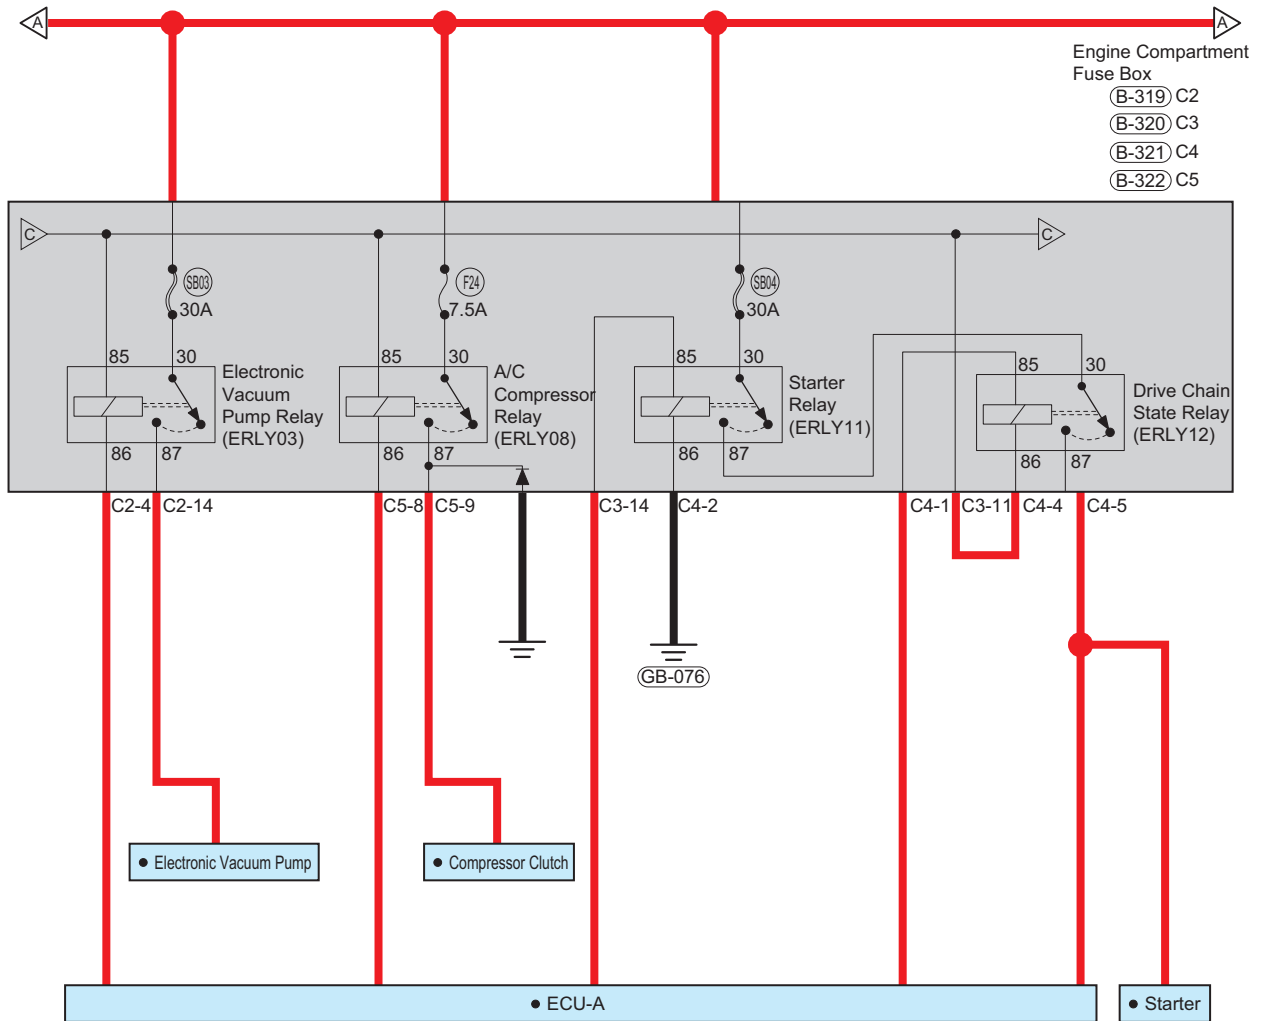 A
A
Engine Compartment
Fuse Box
B-319 C2
B-320 C3
B-321 C4
B-322 C5
C
C
SB03
30A
F24
7.5A
SB04
30A
85 30
Electronic
Vacuum
Pump Relay
(ERLY03)
86 87
85 30
A/C
Compressor
Relay
(ERLY08)
86 87
85 30
Starter
Relay
(ERLY11)
86 87
85 30
Drive Chain
State Relay
(ERLY12)
86 87
C2-4 C2-14 C5-8 C5-9 C3-14 C4-2 C4-1 C3-11 C4-4 C4-5
GB-076
• Electronic Vacuum Pump
• Compressor Clutch
• ECU-A
• Starter